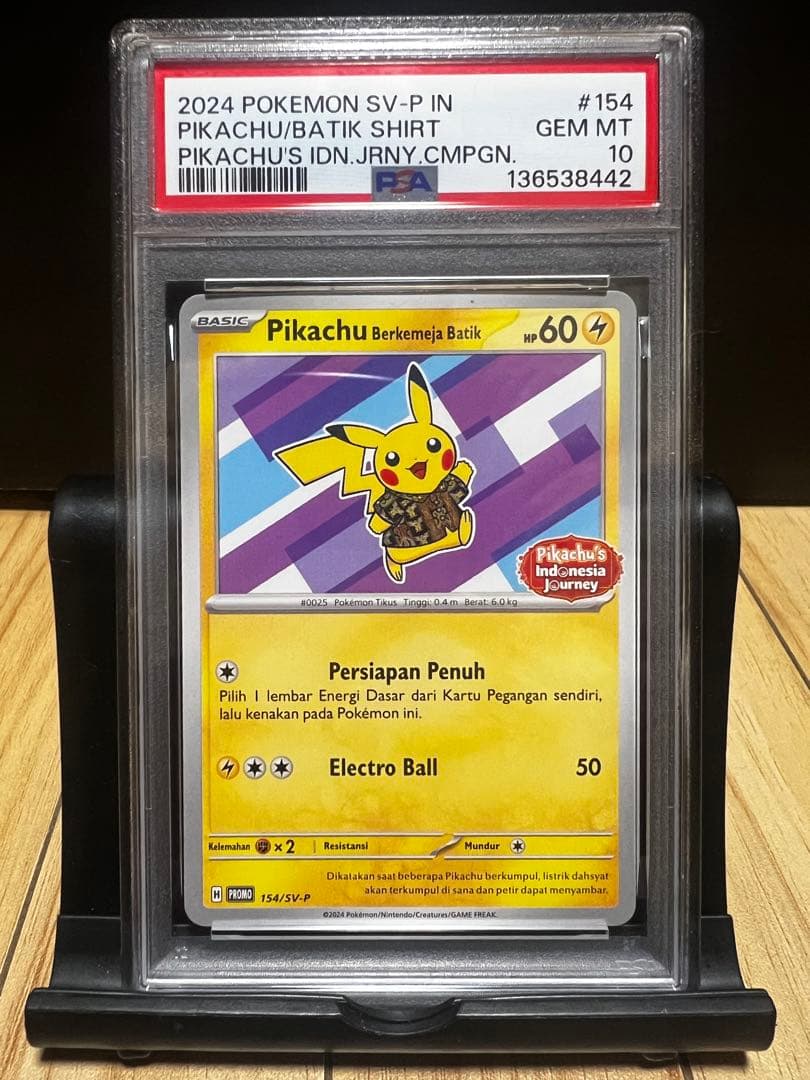 2024 POKEMON SV-P IN #154
PIKACHU/BATIK SHIRT GEM MT
PIKACHU'S IDN.JRNY.CMPGN. 10
PSA 136538442
BASIC Pikachu Berkemeja Batik HP 60
Pikachu's
Indonesia
Journey
#0025 Pokémon Tikus Tinggi: 0.4 m Berat: 6.0 kg
Persiapan Penuh
Pilih 1 lembar Energi Dasar dari Kartu Pegangan sendiri,
lalu kenakan pada Pokémon ini.
Electro Ball 50
Kelemahan ×2 Resistansi Mundur
Dikatakan saat beberapa Pikachu berkumpul, listrik dahsyat
akan terkumpul di sana dan petir dapat menyambar.
H PROMO 154/SV-P
©2024 Pokémon/Nintendo/Creatures/GAME FREAK.